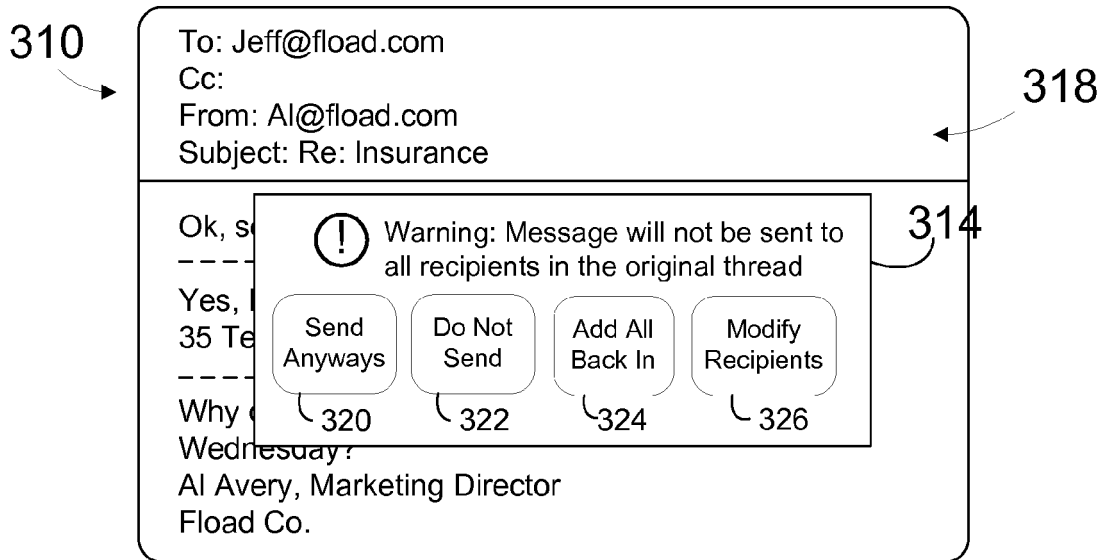 310
To: Jeff@fload.com
Cc:
From: Al@fload.com
Subject: Re: Insurance
318
Ok,
Warning: Message will not be sent to
all recipients in the original thread
314
Yes,
35
Send
Anyways
Do Not
Send
Add All
Back In
Modify
Recipients
320
322
324
326
Why
Wednesday?
Al Avery, Marketing Director
Fload Co.